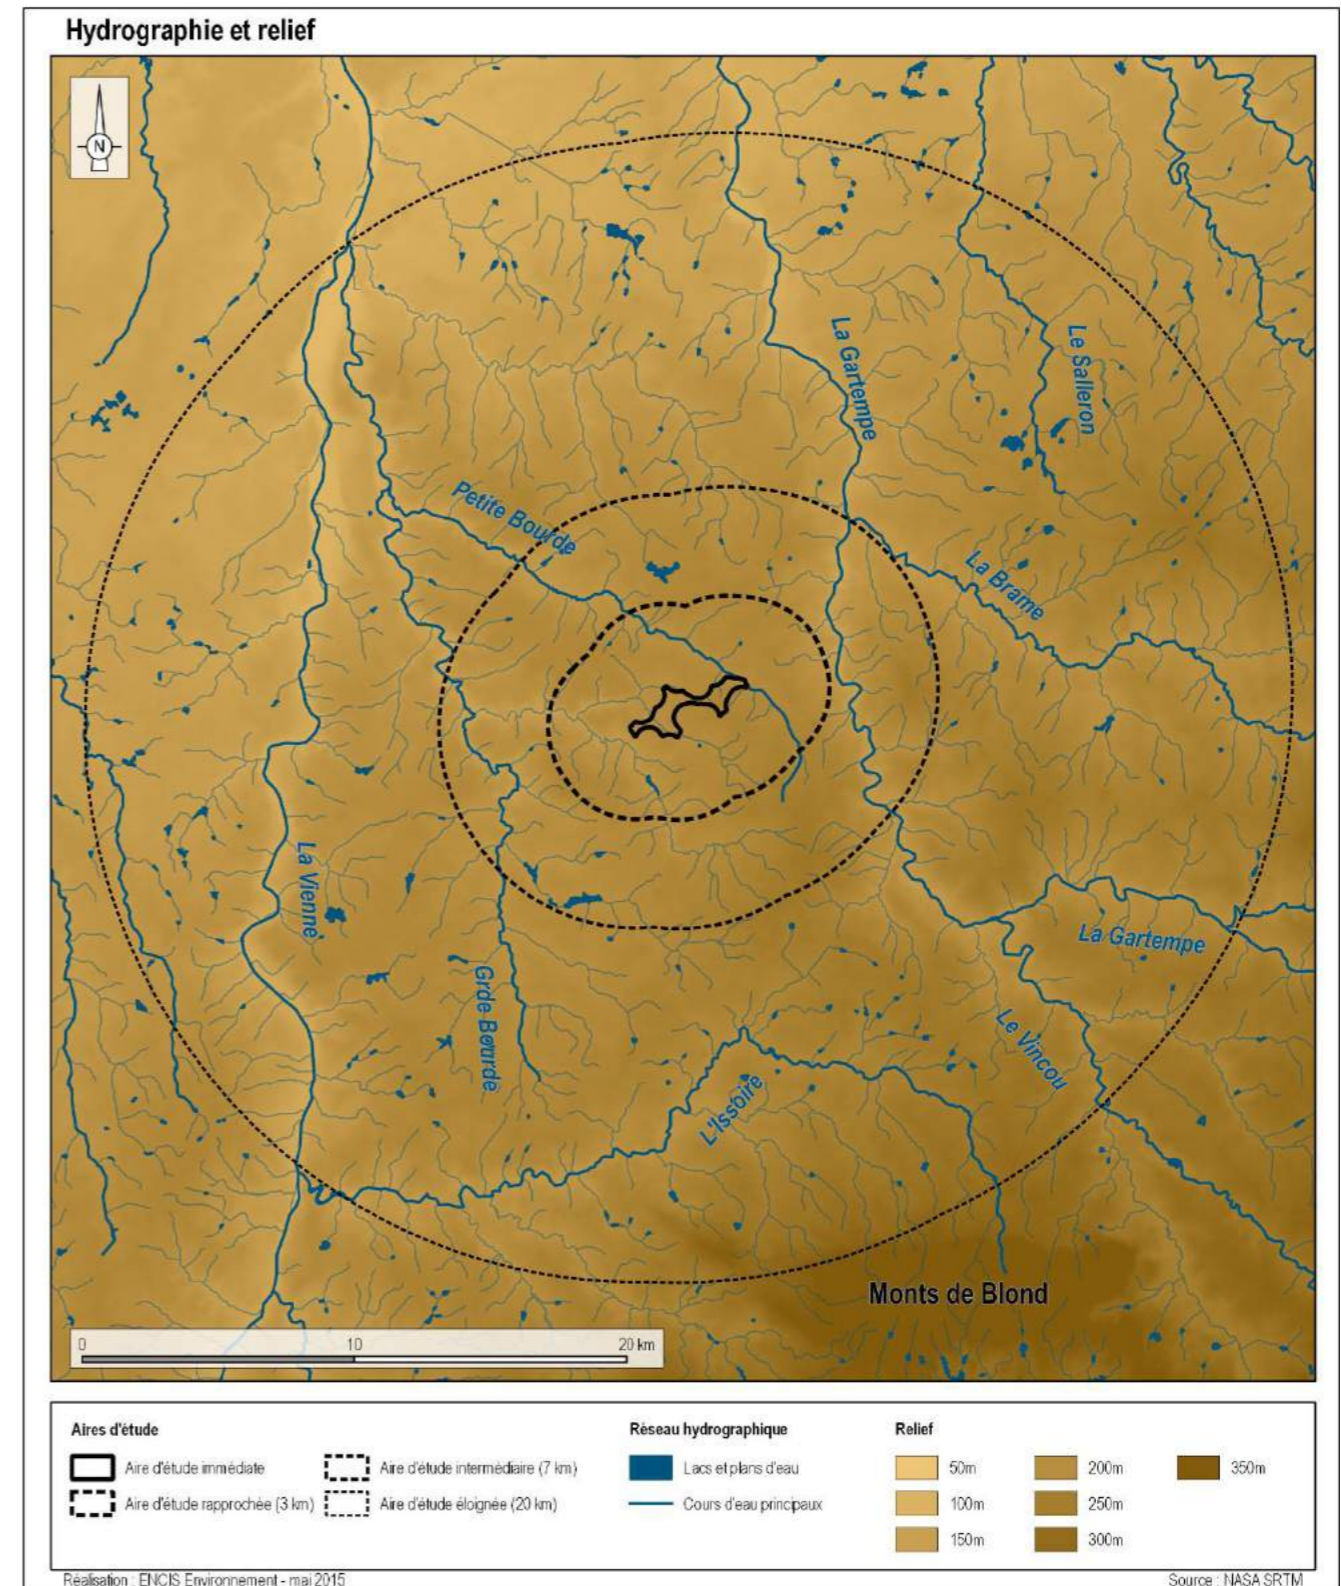 Hydrographie et relief
N
La Gartempe
Le Salleron
Petite Bourde
La Brame
La Vienne
La Gartempe
Grde Bourde
Le Vincou
L'Issoire
Monts de Blond
0 10 20 km
Aires d'étude
Aire d'étude immédiate
Aire d'étude rapprochée (3 km)
Aire d'étude intermédiaire (7 km)
Aire d'étude éloignée (20 km)
Réseau hydrographique
Lacs et plans d'eau
Cours d'eau principaux
Relief
50m
100m
150m
200m
250m
300m
350m
Réalisation : ENCIS Environnement - mai 2015
Source : NASA SRTM